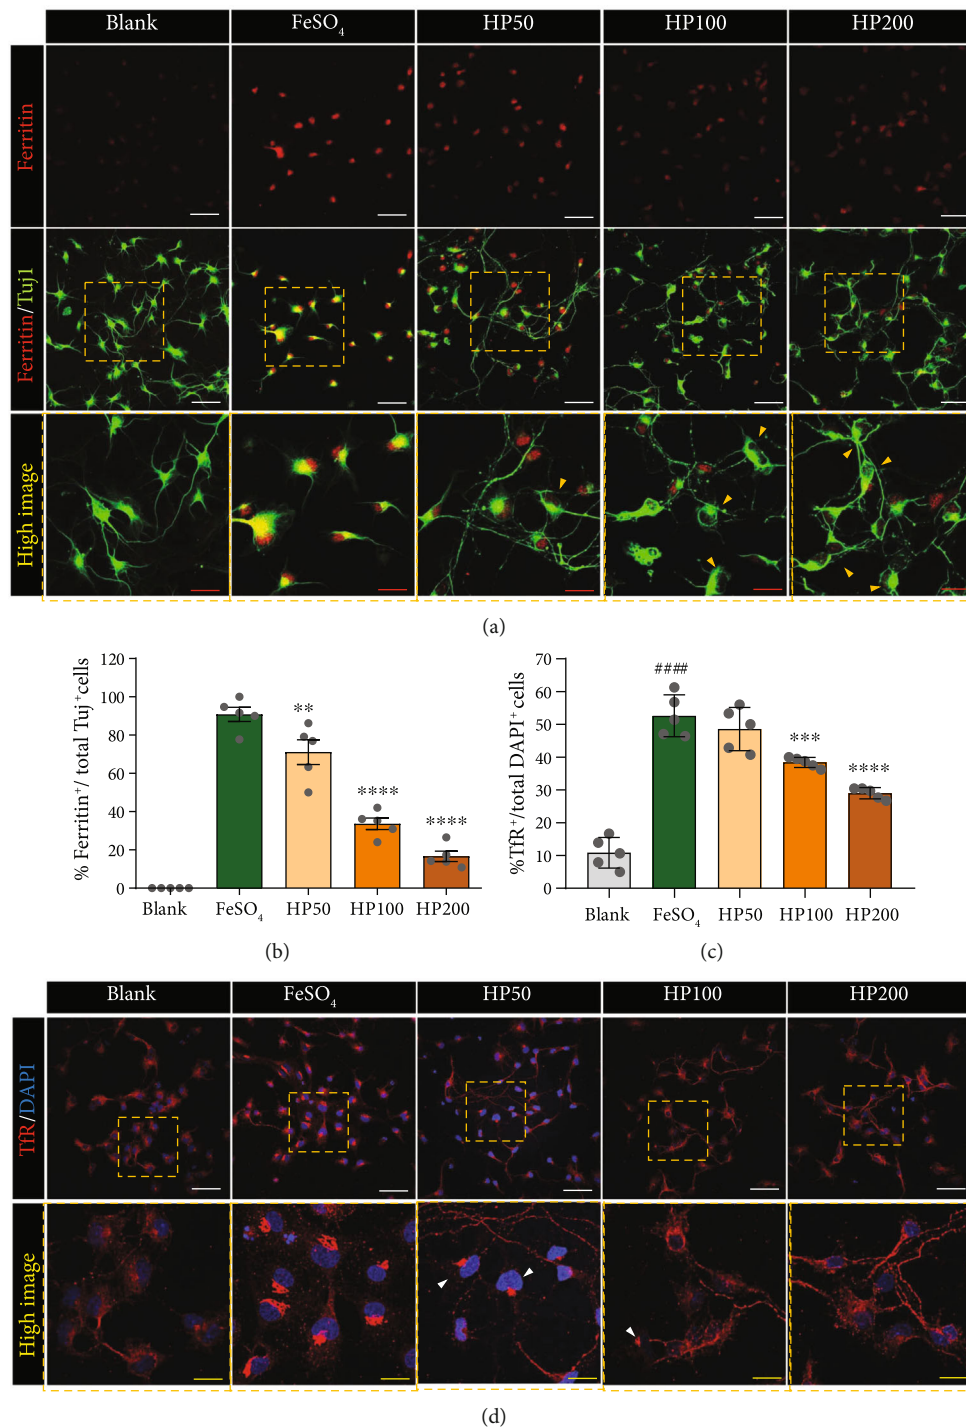 Blank FeSO₄ HP50 HP100 HP200
Ferritin
Ferritin/Tuj1
High image
(a)
% Ferritin⁺/ total Tuj⁺cells
120
100
80
60
40
20
0
**
****
****
Blank FeSO₄ HP50 HP100 HP200
(b)
%TfR⁺/total DAPI⁺ cells
70
60
50
40
30
20
10
0
####
***
****
Blank FeSO₄ HP50 HP100 HP200
(c)
Blank FeSO₄ HP50 HP100 HP200
TfR/DAPI
High image
(d)